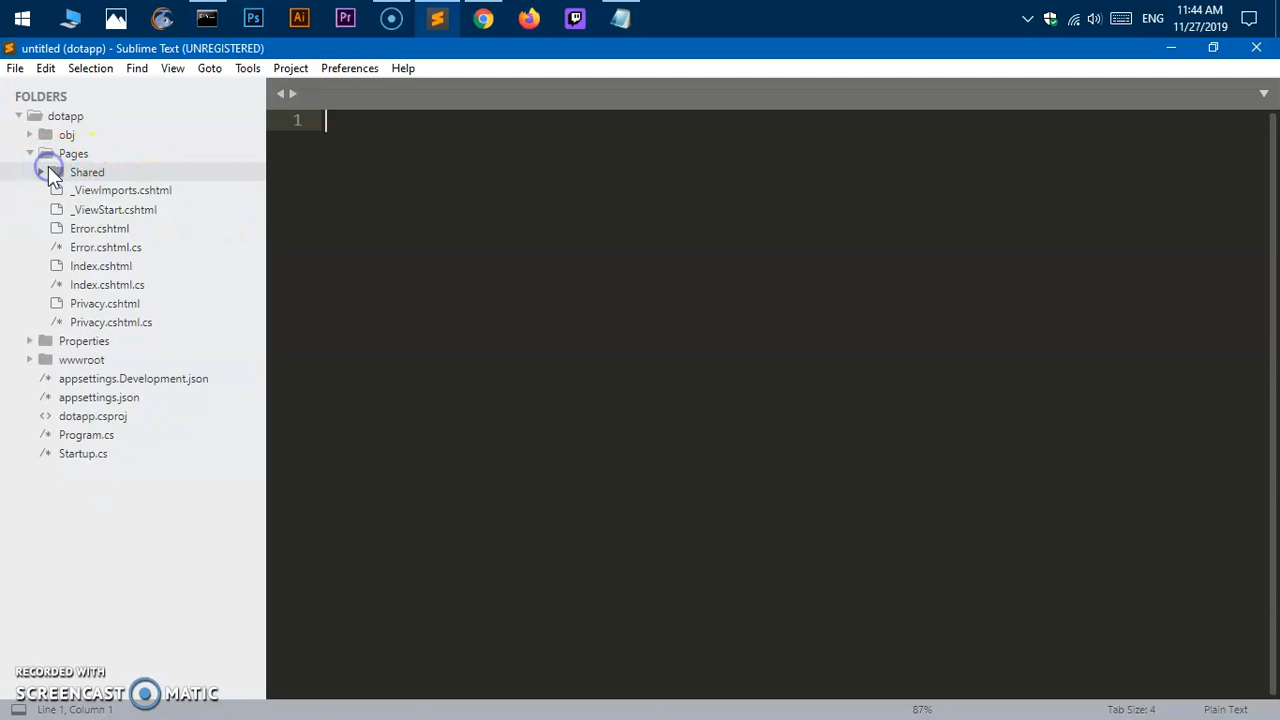 Ps
Ai
Pr
ENG
11:44 AM
11/27/2019
untitled (dotapp) - Sublime Text (UNREGISTERED)
File Edit Selection Find View Goto Tools Project Preferences Help
FOLDERS
dotapp
obj
Pages
Shared
_ViewImports.cshtml
_ViewStart.cshtml
Error.cshtml
/* Error.cshtml.cs
Index.cshtml
/* Index.cshtml.cs
Privacy.cshtml
/* Privacy.cshtml.cs
Properties
wwwroot
/* appsettings.Development.json
/* appsettings.json
<> dotapp.csproj
/* Program.cs
/* Startup.cs
1
RECORDED WITH
SCREENCAST MATIC
Line 1, Column 1
87%
Tab Size: 4
Plain Text